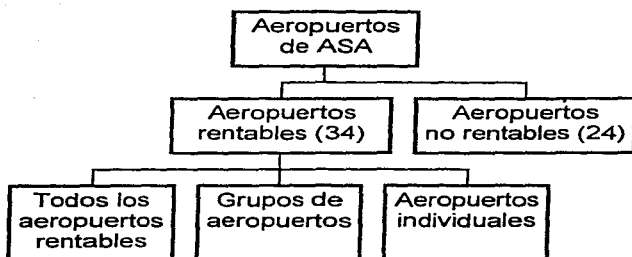 Aeropuertos
de ASA
Aeropuertos
rentables (34)
Aeropuertos
no rentables (24)
Todos los
aeropuertos
rentables
Grupos de
aeropuertos
Aeropuertos
individuales